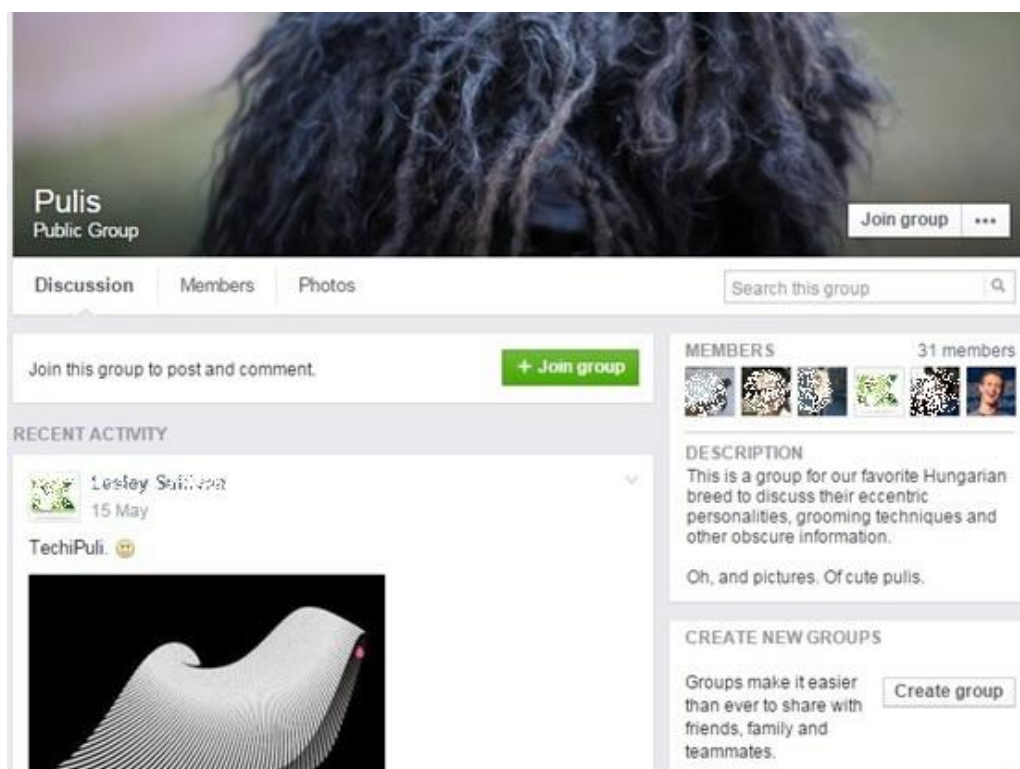 Pulis
Public Group
Join group
Discussion Members Photos
Search this group
Join this group to post and comment.
+ Join group
RECENT ACTIVITY
Lesley
15 May
TechiPuli.
MEMBERS 31 members
DESCRIPTION
This is a group for our favorite Hungarian
breed to discuss their eccentric
personalities, grooming techniques and
other obscure information.
Oh, and pictures. Of cute pulis.
CREATE NEW GROUPS
Groups make it easier
than ever to share with
friends, family and
teammates.
Create group